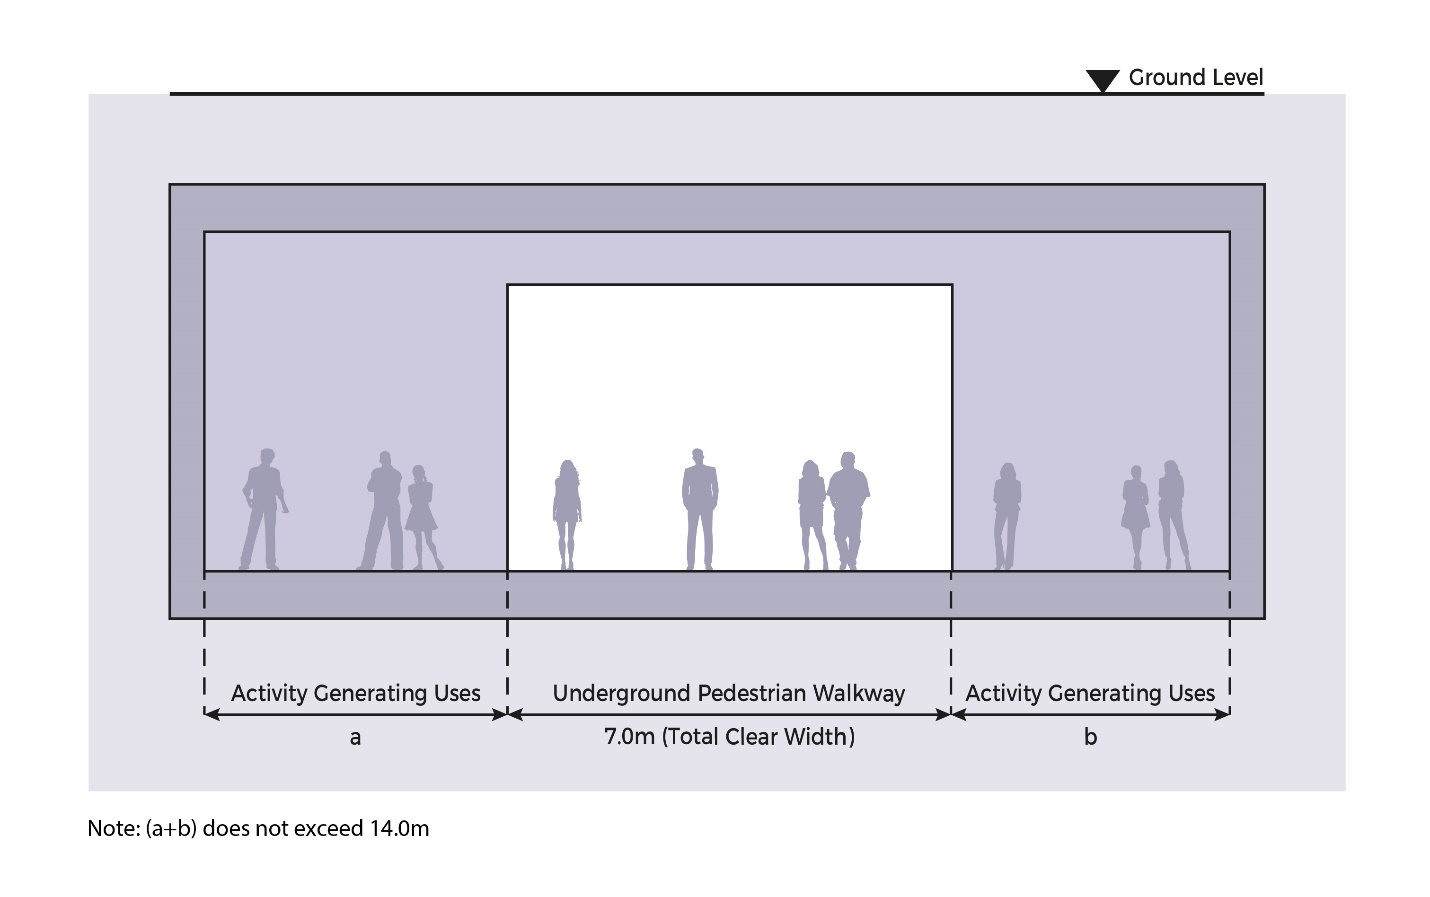 Ground Level
Activity Generating Uses
a
Underground Pedestrian Walkway
7.0m (Total Clear Width)
Activity Generating Uses
b
Note: (a+b) does not exceed 14.0m